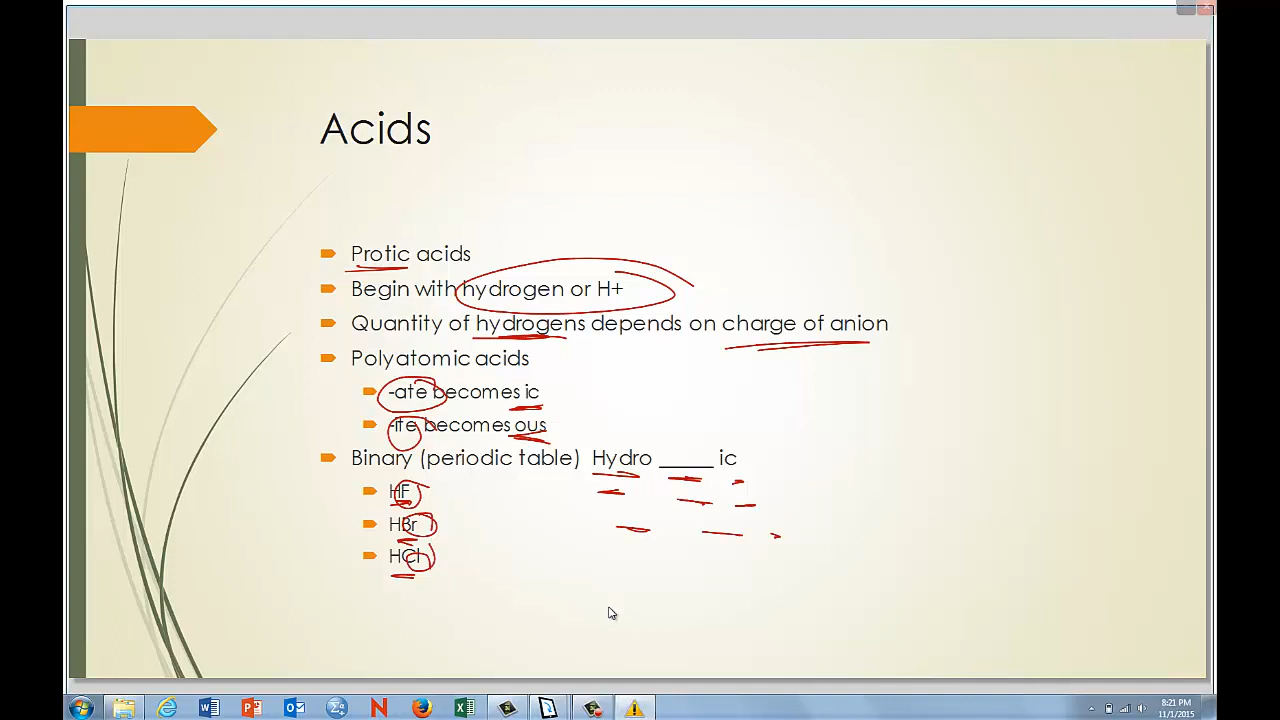 Acids
Protic acids
Begin with hydrogen or H+
Quantity of hydrogens depends on charge of anion
Polyatomic acids
-ate becomes ic
-ite becomes ous
Binary (periodic table) Hydro _____ ic
HF
HBr
HCl
8:21 PM
11/1/2015